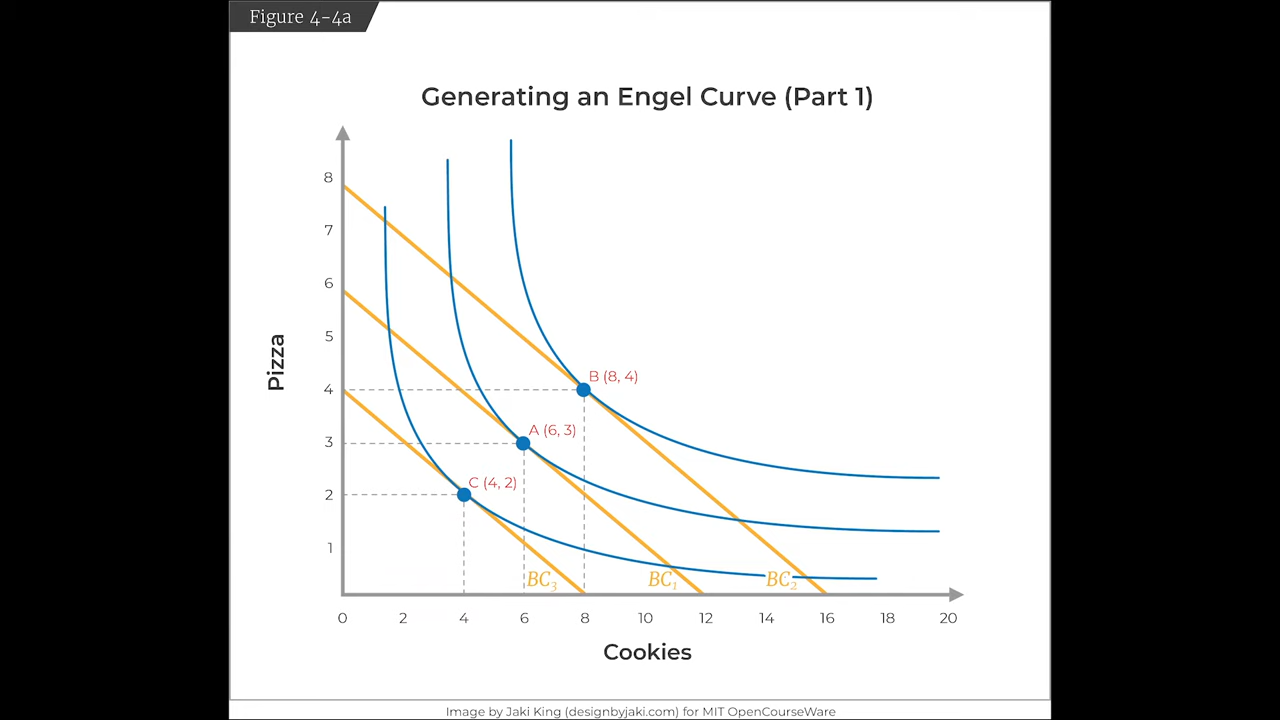 Figure 4-4a
Generating an Engel Curve (Part 1)
8
7
6
5
4
3
2
1
Pizza
B (8, 4)
A (6, 3)
C (4, 2)
BC3
BC1
BC2
0 2 4 6 8 10 12 14 16 18 20
Cookies
Image by Jaki King (designbyjaki.com) for MIT OpenCourseWare